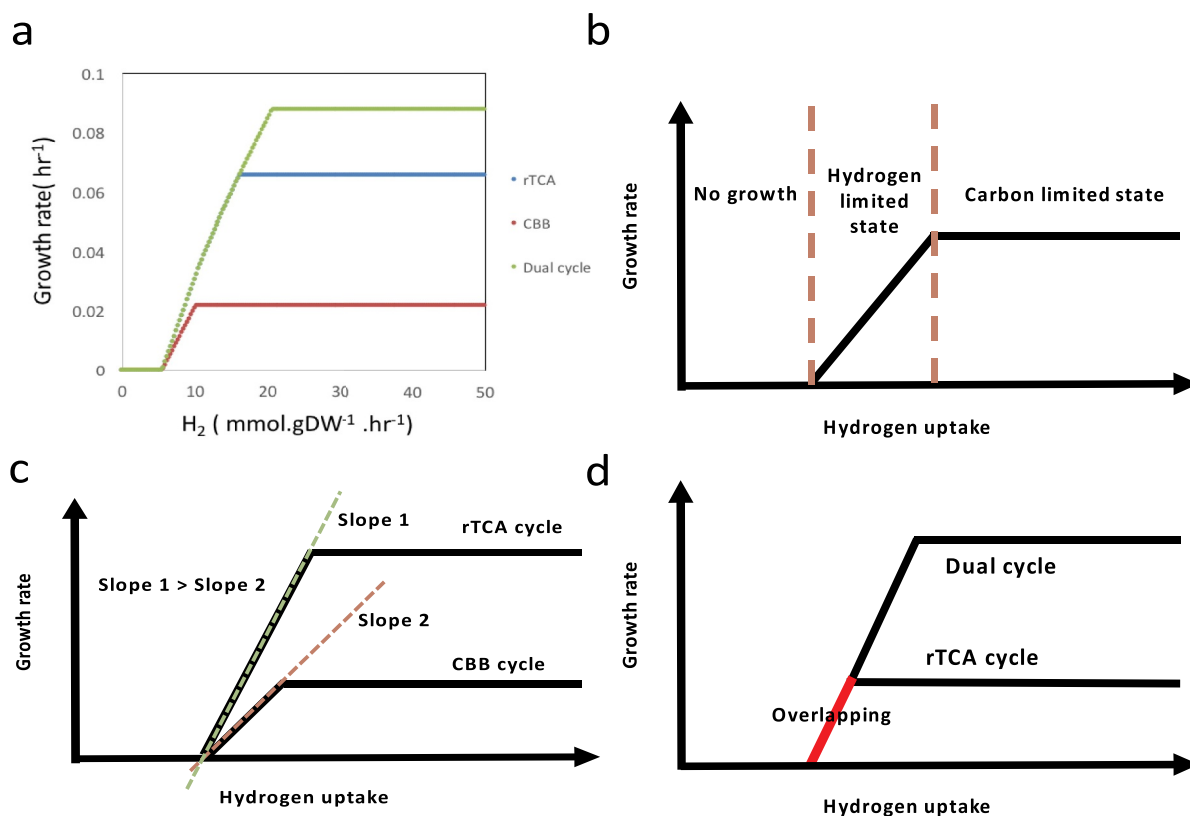 a
0.1
0.08
0.06
0.04
0.02
0
0 10 20 30 40 50
Growth rate( hr⁻¹)
H₂ ( mmol.gDW⁻¹ .hr⁻¹)
rTCA
CBB
Dual cycle
b
No growth
Hydrogen
limited
state
Carbon limited state
Growth rate
Hydrogen uptake
c
Slope 1
rTCA cycle
Slope 1 > Slope 2
Slope 2
CBB cycle
Growth rate
Hydrogen uptake
d
Dual cycle
rTCA cycle
Overlapping
Growth rate
Hydrogen uptake